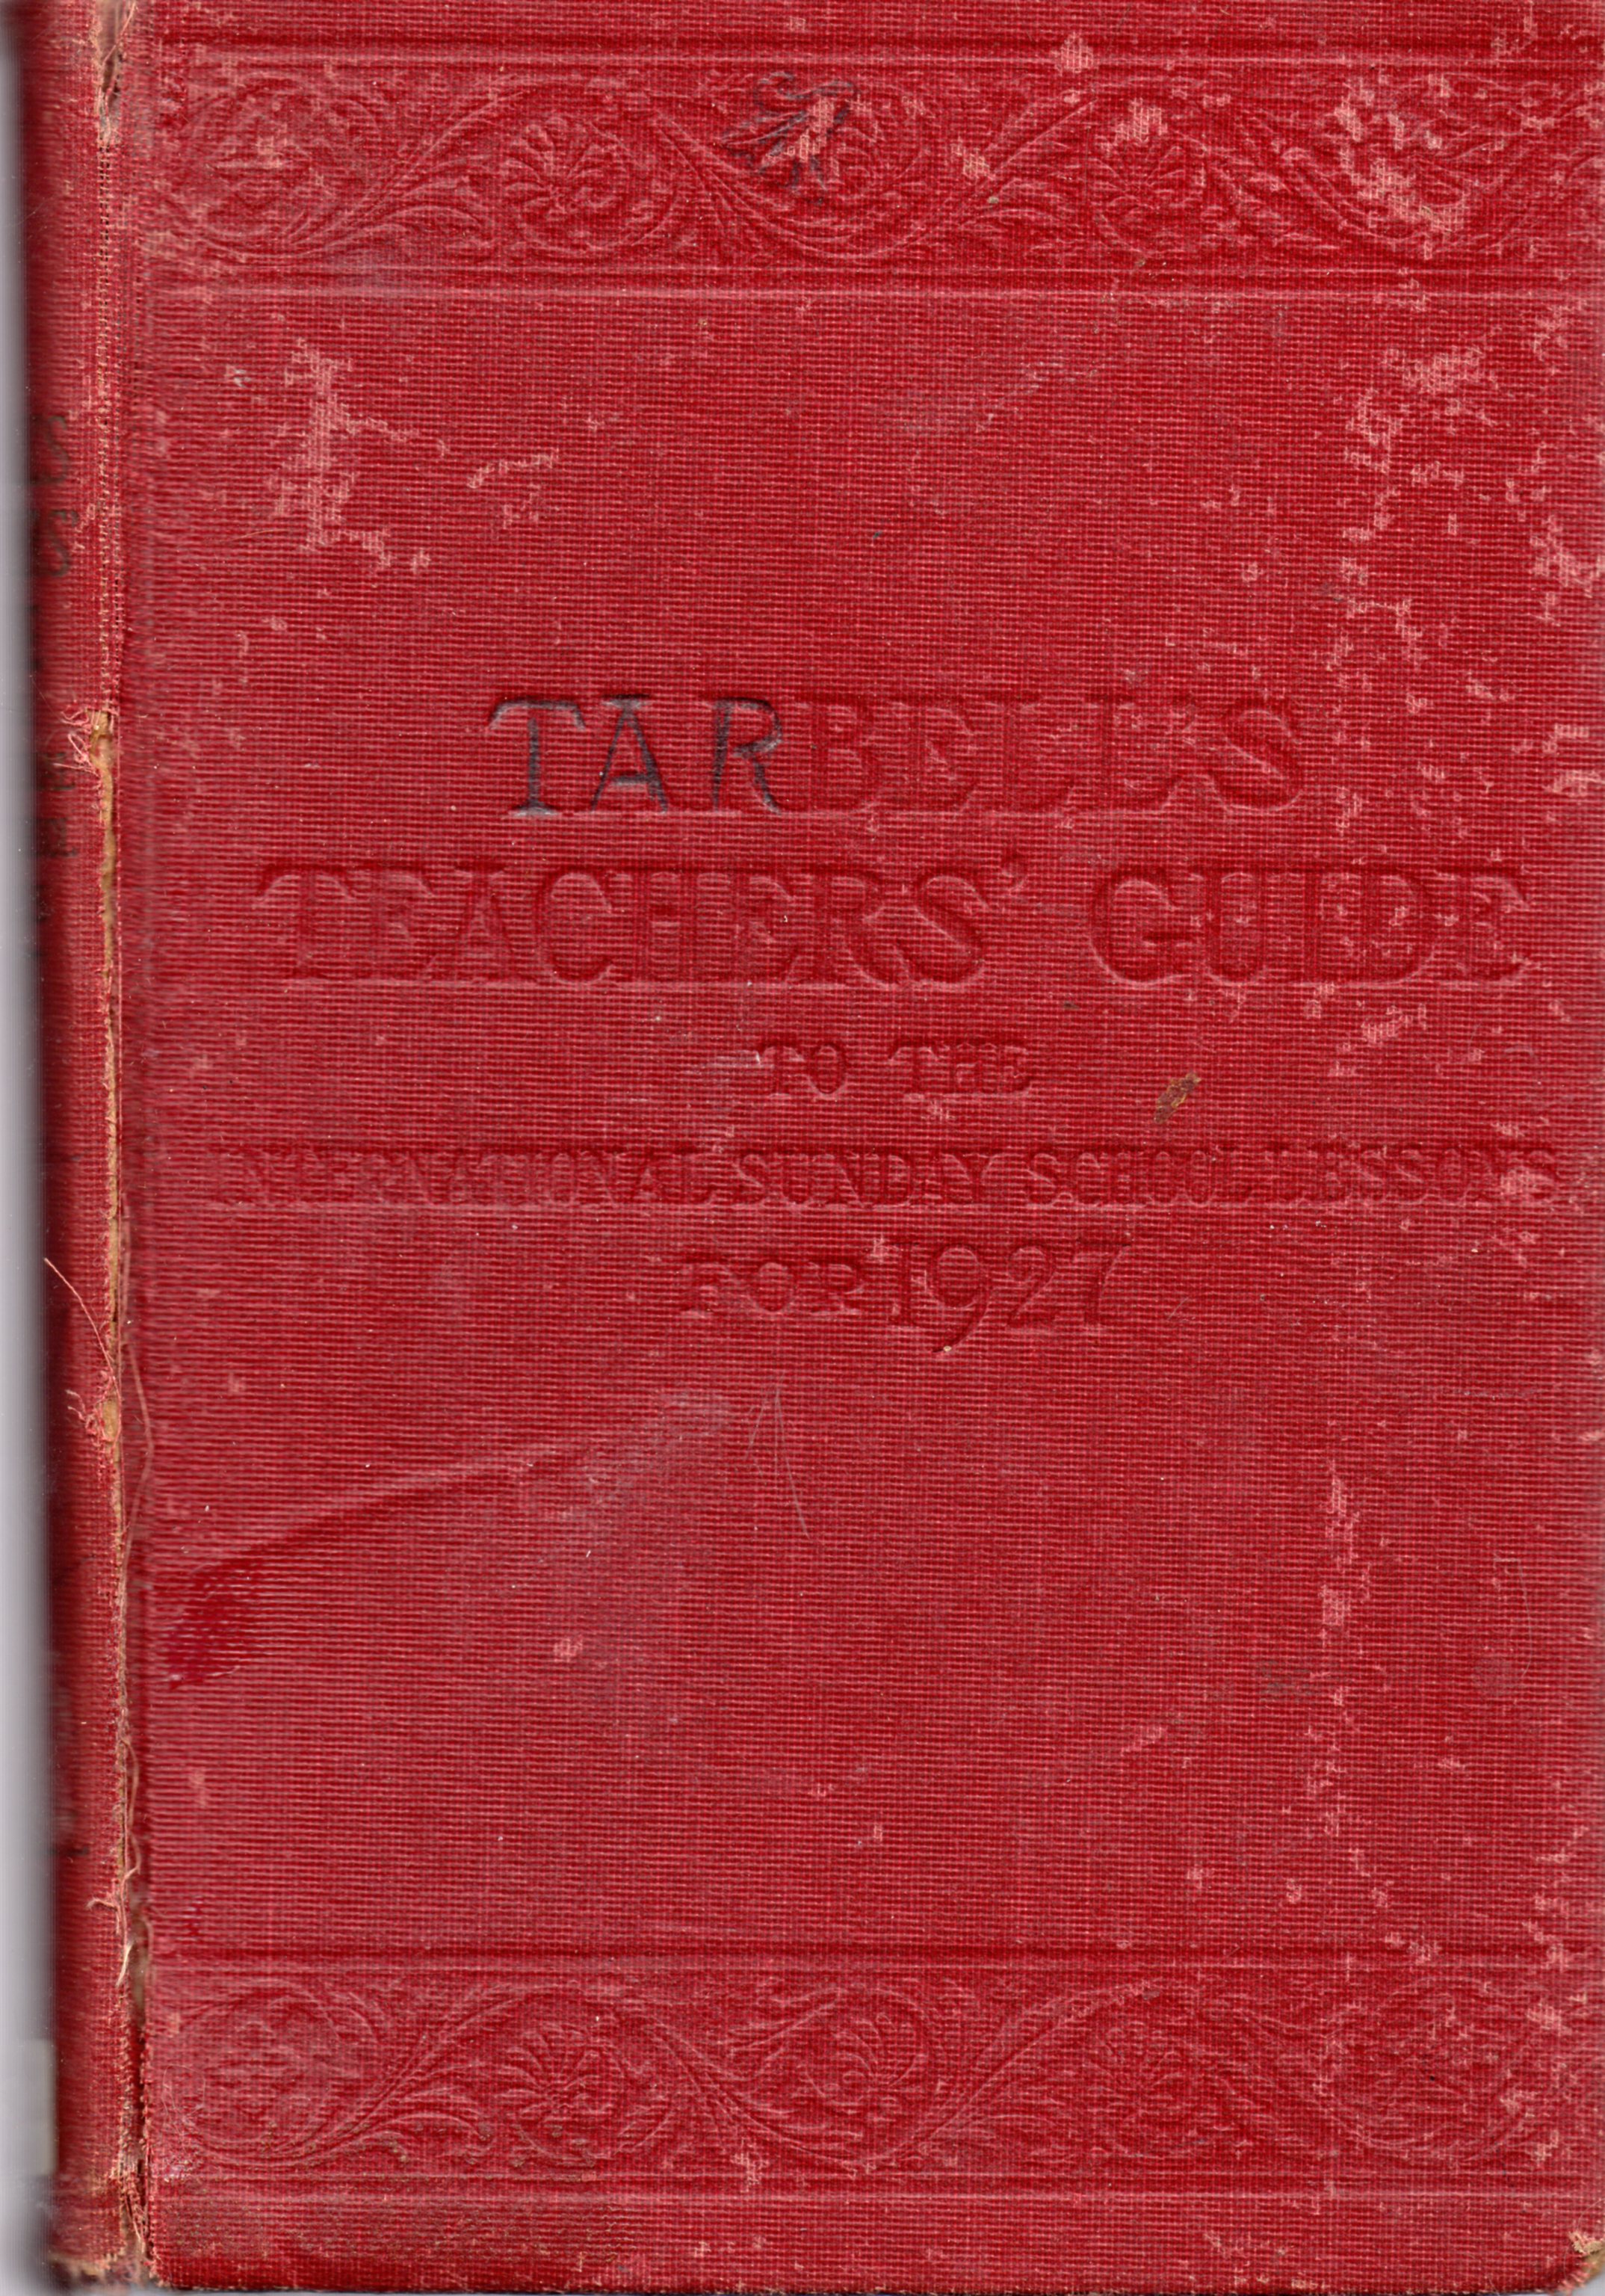 TARBELL'S
TEACHERS' GUIDE
TO THE
INTERNATIONAL SUNDAY SCHOOL LESSONS
FOR 1927